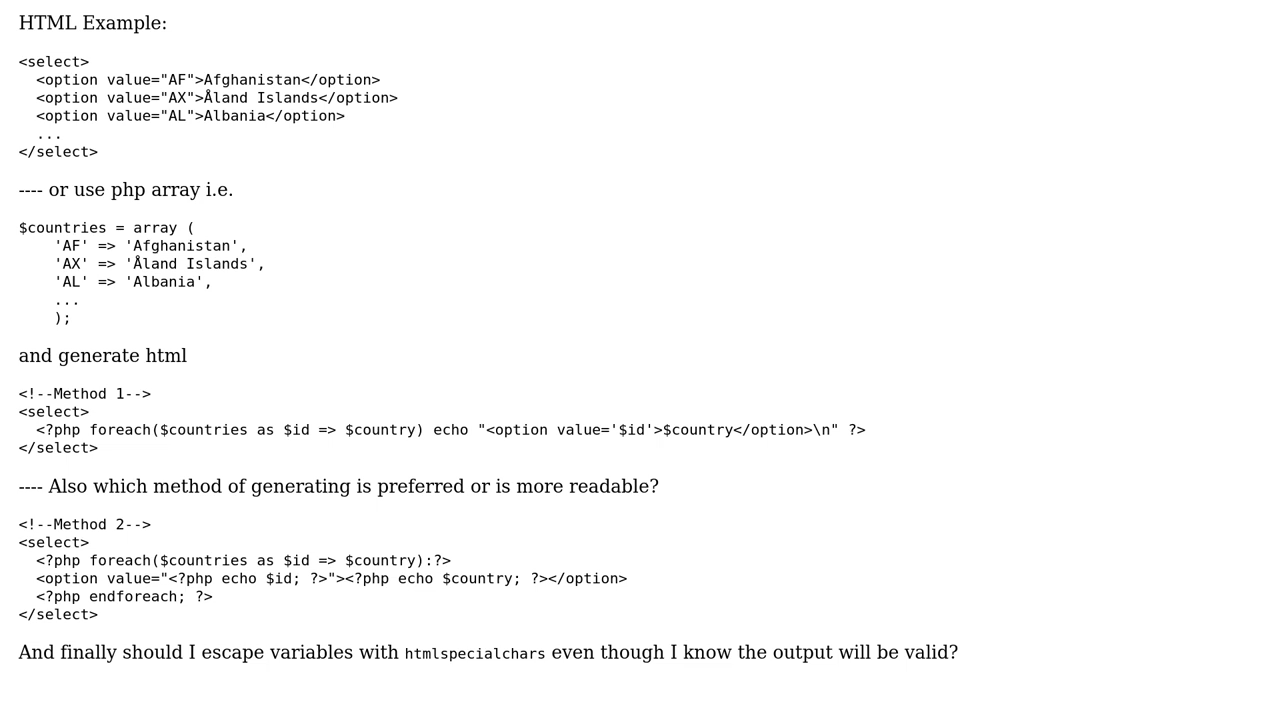 HTML Example:
<select>
  <option value="AF">Afghanistan</option>
  <option value="AX">Åland Islands</option>
  <option value="AL">Albania</option>
  ...
</select>
---- or use php array i.e.
$countries = array (
    'AF' => 'Afghanistan',
    'AX' => 'Åland Islands',
    'AL' => 'Albania',
    ...
    );
and generate html
<!--Method 1-->
<select>
  <?php foreach($countries as $id => $country) echo "<option value='$id'>$country</option>\n" ?>
</select>
---- Also which method of generating is preferred or is more readable?
<!--Method 2-->
<select>
  <?php foreach($countries as $id => $country):?>
  <option value="<?php echo $id; ?>"><?php echo $country; ?></option>
  <?php endforeach; ?>
</select>
And finally should I escape variables with htmlspecialchars even though I know the output will be valid?